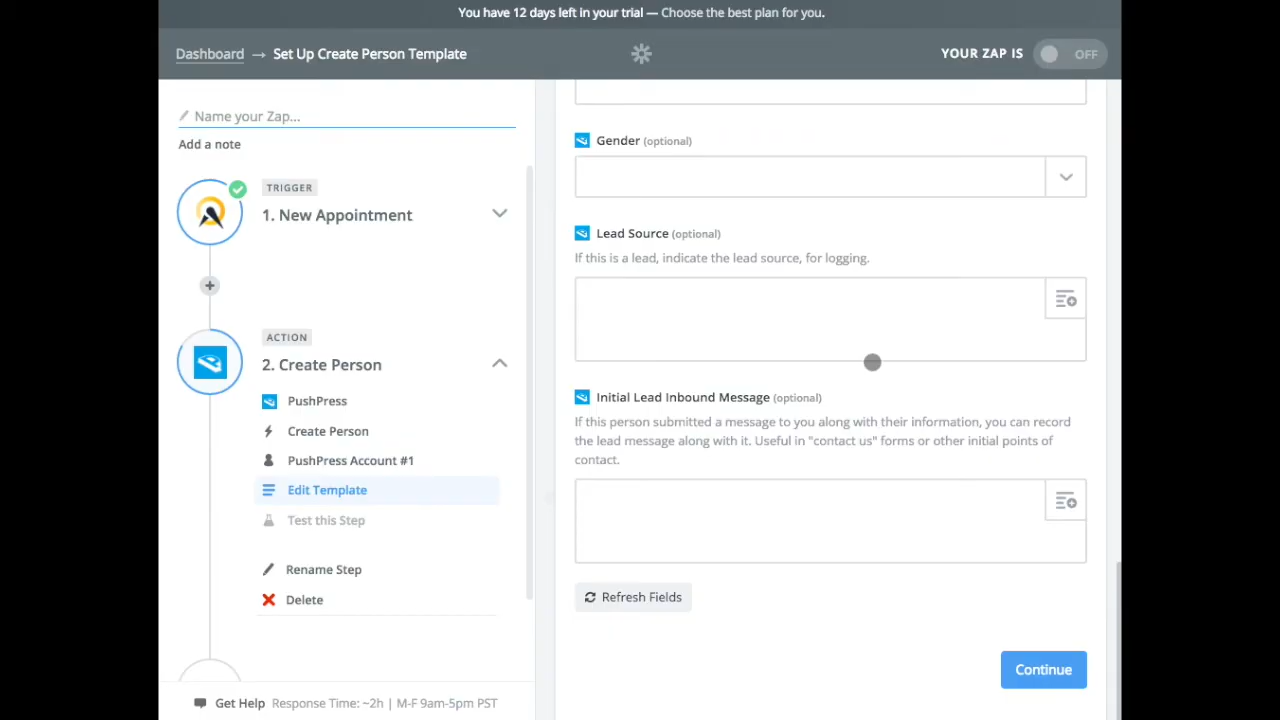 You have 12 days left in your trial — Choose the best plan for you.
Dashboard → Set Up Create Person Template
YOUR ZAP IS OFF
Name your Zap...
Add a note
TRIGGER
1. New Appointment
ACTION
2. Create Person
PushPress
Create Person
PushPress Account #1
Edit Template
Test this Step
Rename Step
Delete
Get Help Response Time: ~2h | M-F 9am-5pm PST
Gender (optional)
Lead Source (optional)
If this is a lead, indicate the lead source, for logging.
Initial Lead Inbound Message (optional)
If this person submitted a message to you along with their information, you can record
the lead message along with it. Useful in "contact us" forms or other initial points of
contact.
Refresh Fields
Continue